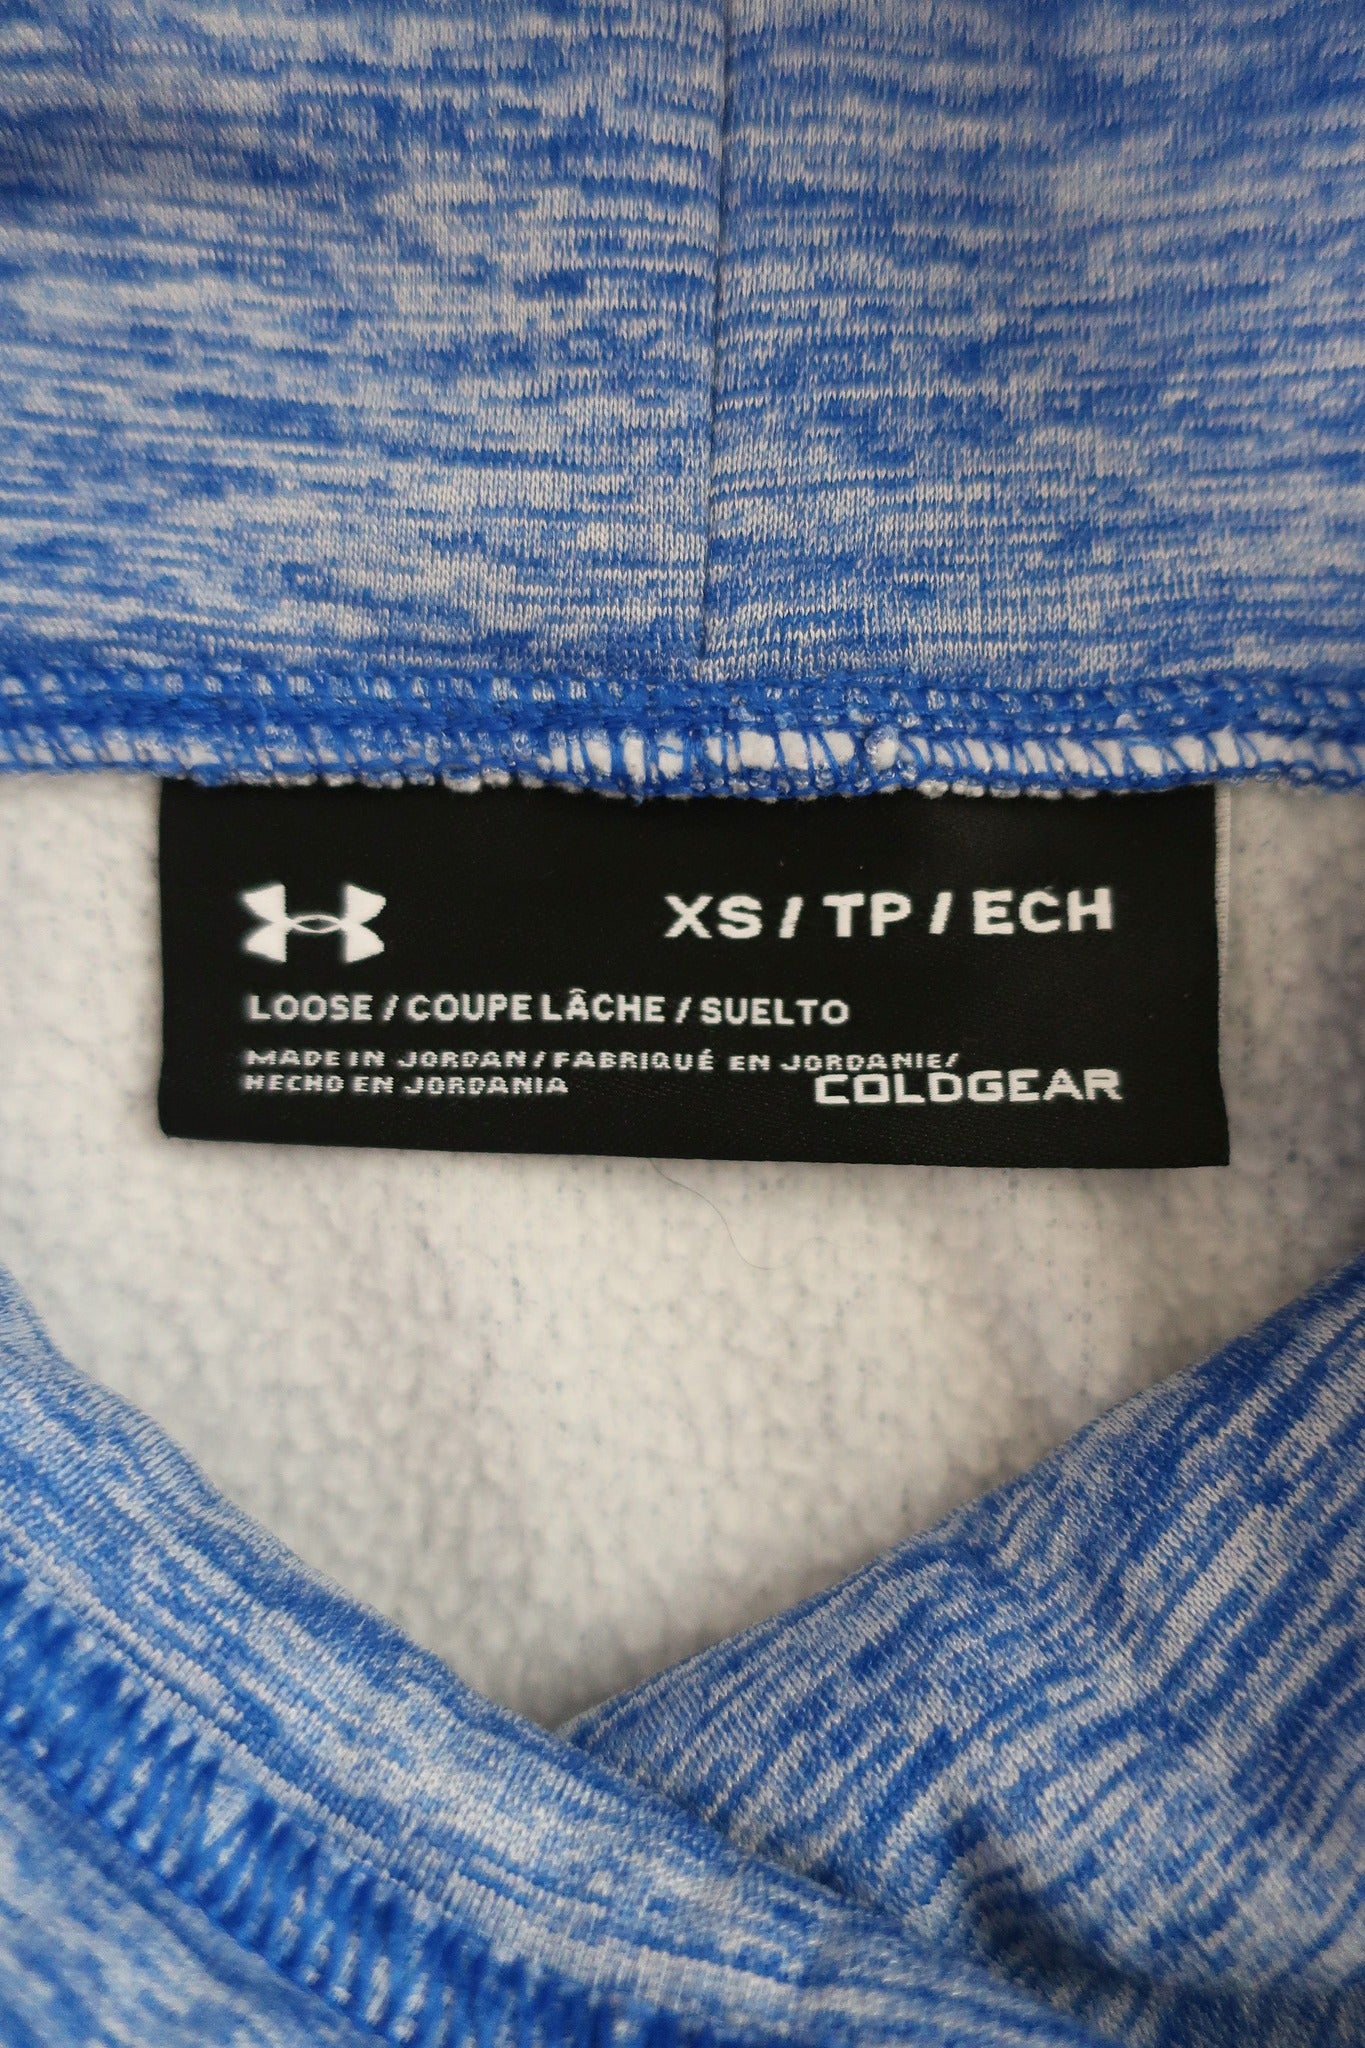 XS / TP / ECH
LOOSE / COUPE LÂCHE / SUELTO
MADE IN JORDAN / FABRIQUÉ EN JORDANIE/
HECHO EN JORDANIA
COLDGEAR